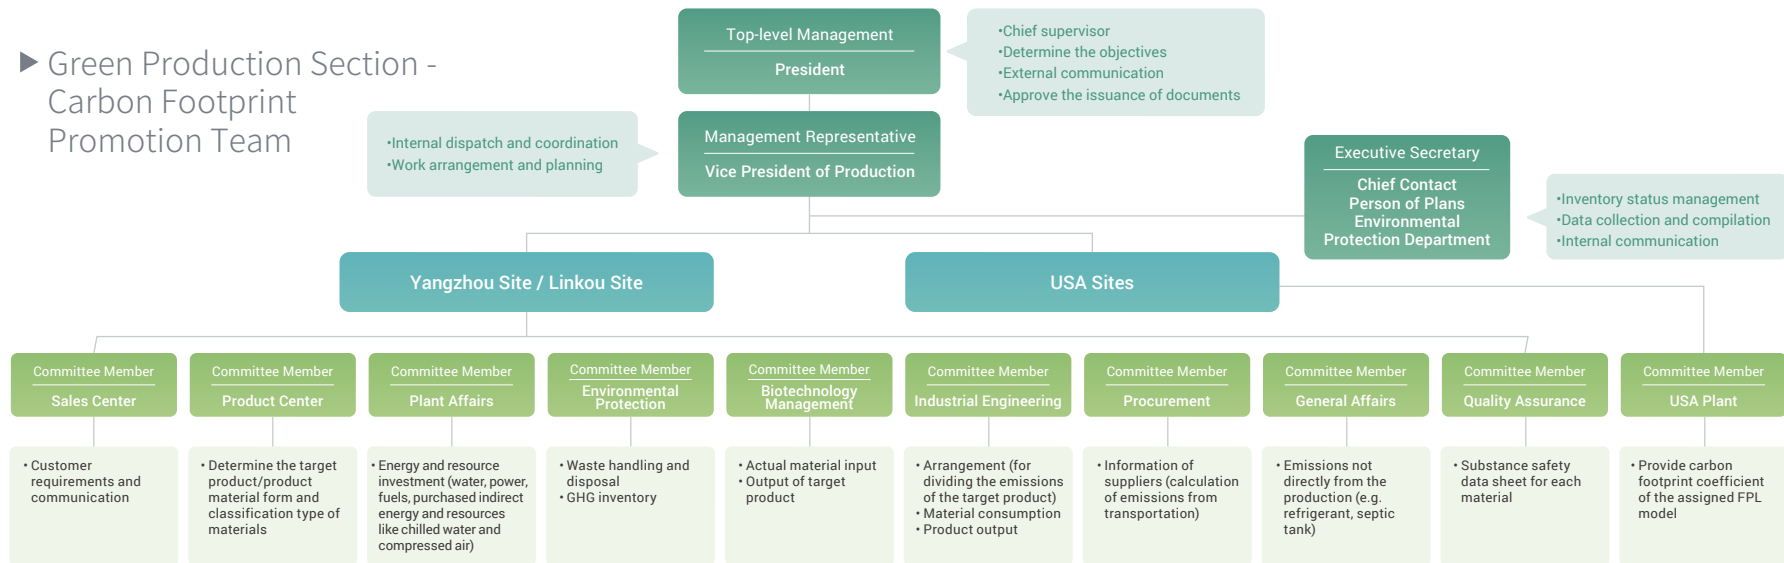 ▶ Green Production Section -
Carbon Footprint
Promotion Team
Top-level Management
President
•Chief supervisor
•Determine the objectives
•External communication
•Approve the issuance of documents
•Internal dispatch and coordination
•Work arrangement and planning
Management Representative
Vice President of Production
Executive Secretary
Chief Contact
Person of Plans
Environmental
Protection Department
•Inventory status management
•Data collection and compilation
•Internal communication
Yangzhou Site / Linkou Site
USA Sites
Committee Member
Sales Center
• Customer
requirements and
communication
Committee Member
Product Center
• Determine the target
product/product
material form and
classification type of
materials
Committee Member
Plant Affairs
• Energy and resource
investment (water, power,
fuels, purchased indirect
energy and resources
like chilled water and
compressed air)
Committee Member
Environmental
Protection
• Waste handling and
disposal
• GHG inventory
Committee Member
Biotechnology
Management
• Actual material input
• Output of target
product
Committee Member
Industrial Engineering
• Arrangement (for
dividing the emissions
of the target product)
• Material consumption
• Product output
Committee Member
Procurement
• Information of
suppliers (calculation
of emissions from
transportation)
Committee Member
General Affairs
• Emissions not
directly from the
production (e.g.
refrigerant, septic
tank)
Committee Member
Quality Assurance
• Substance safety
data sheet for each
material
Committee Member
USA Plant
• Provide carbon
footprint coefficient
of the assigned FPL
model